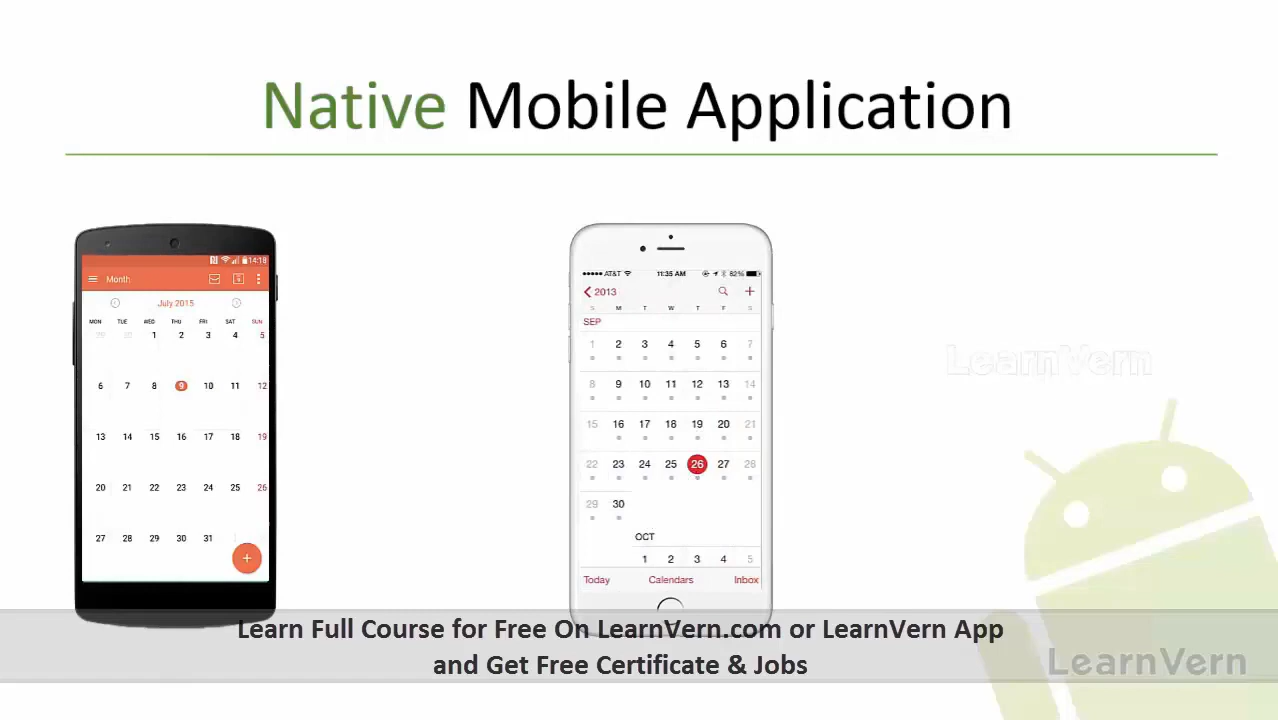 Native Mobile Application
14:18
Month
July 2015
MON TUE WED THU FRI SAT SUN
1 2 3 4 5
6 7 8 9 10 11 12
13 14 15 16 17 18 19
20 21 22 23 24 25 26
27 28 29 30 31
+
AT&T 11:35 AM 82%
2013 +
S M T W T F S
SEP
1 2 3 4 5 6 7
8 9 10 11 12 13 14
15 16 17 18 19 20 21
22 23 24 25 26 27 28
29 30
OCT
1 2 3 4 5
Today Calendars Inbox
LearnVern
Learn Full Course for Free On LearnVern.com or LearnVern App
and Get Free Certificate & Jobs
LearnVern